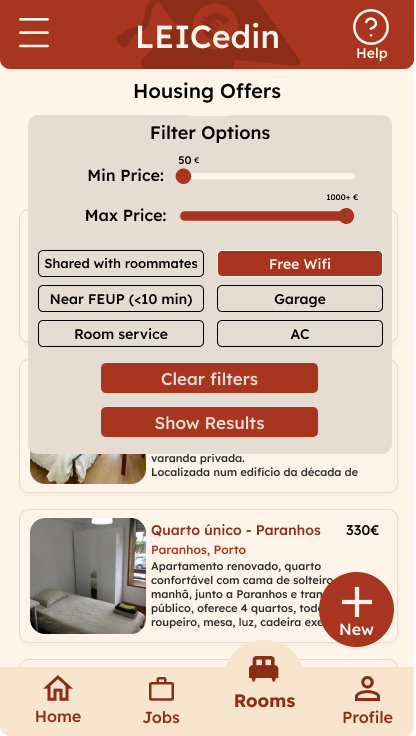 LEICedin
Help
Housing Offers
Filter Options
50 €
Min Price:
1000+ €
Max Price:
Shared with roommates
Free Wifi
Near FEUP (<10 min)
Garage
Room service
AC
Clear filters
Show Results
varanda privada.
Localizada num edifício da década de
Quarto único - Paranhos
330€
Paranhos, Porto
Apartamento renovado, quarto
confortável com cama de solteiro
manhã, junto a Paranhos e
público, oferece 4 quartos,
roupeiro, mesa, luz, cadeira
New
Home
Jobs
Rooms
Profile